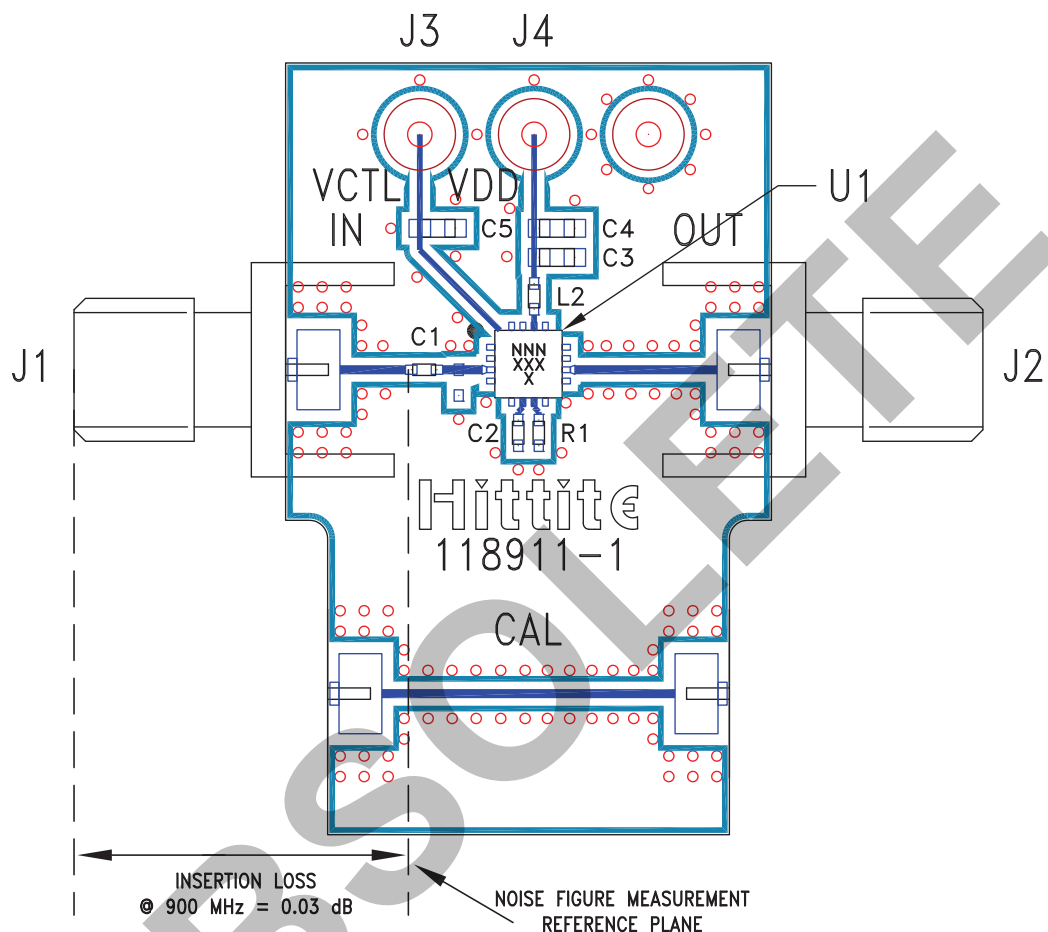 J3 J4
VCTL VDD
U1
IN
C5
C4
OUT
C3
L2
C1
J1
NNN
XXX
X
J2
C2
R1
Hittite
118911-1
CAL
INSERTION LOSS
@ 900 MHz = 0.03 dB
NOISE FIGURE MEASUREMENT
REFERENCE PLANE
BSOLETE